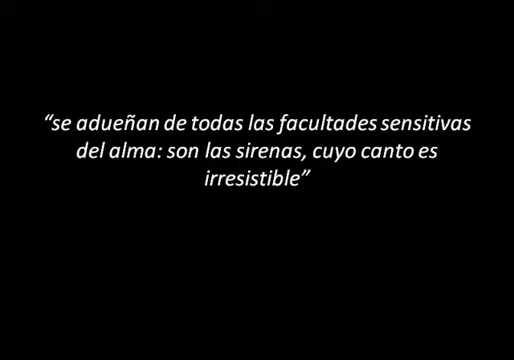 “se adueñan de todas las facultades sensitivas
del alma: son las sirenas, cuyo canto es
irresistible”